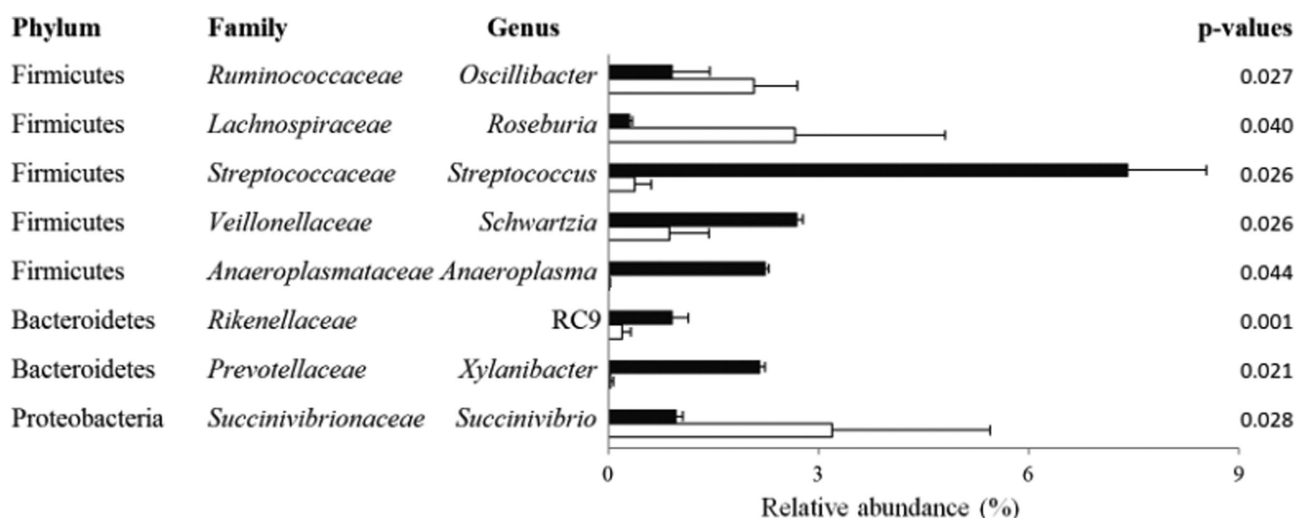 Phylum Family Genus p-values
Firmicutes Ruminococcaceae Oscillibacter 0.027
Firmicutes Lachnospiraceae Roseburia 0.040
Firmicutes Streptococcaceae Streptococcus 0.026
Firmicutes Veillonellaceae Schwartzia 0.026
Firmicutes Anaeroplasmataceae Anaeroplasma 0.044
Bacteroidetes Rikenellaceae RC9 0.001
Bacteroidetes Prevotellaceae Xylanibacter 0.021
Proteobacteria Succinivibrionaceae Succinivibrio 0.028
0 3 6 9
Relative abundance (%)